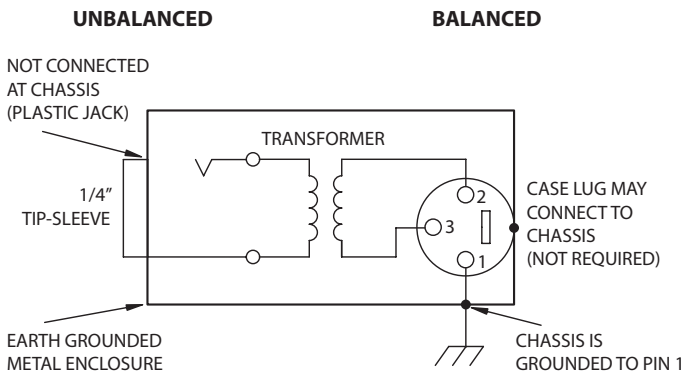 UNBALANCED
BALANCED
NOT CONNECTED
AT CHASSIS
(PLASTIC JACK)
TRANSFORMER
1/4”
TIP-SLEEVE
2
3
1
CASE LUG MAY
CONNECT TO
CHASSIS
(NOT REQUIRED)
EARTH GROUNDED
METAL ENCLOSURE
CHASSIS IS
GROUNDED TO PIN 1